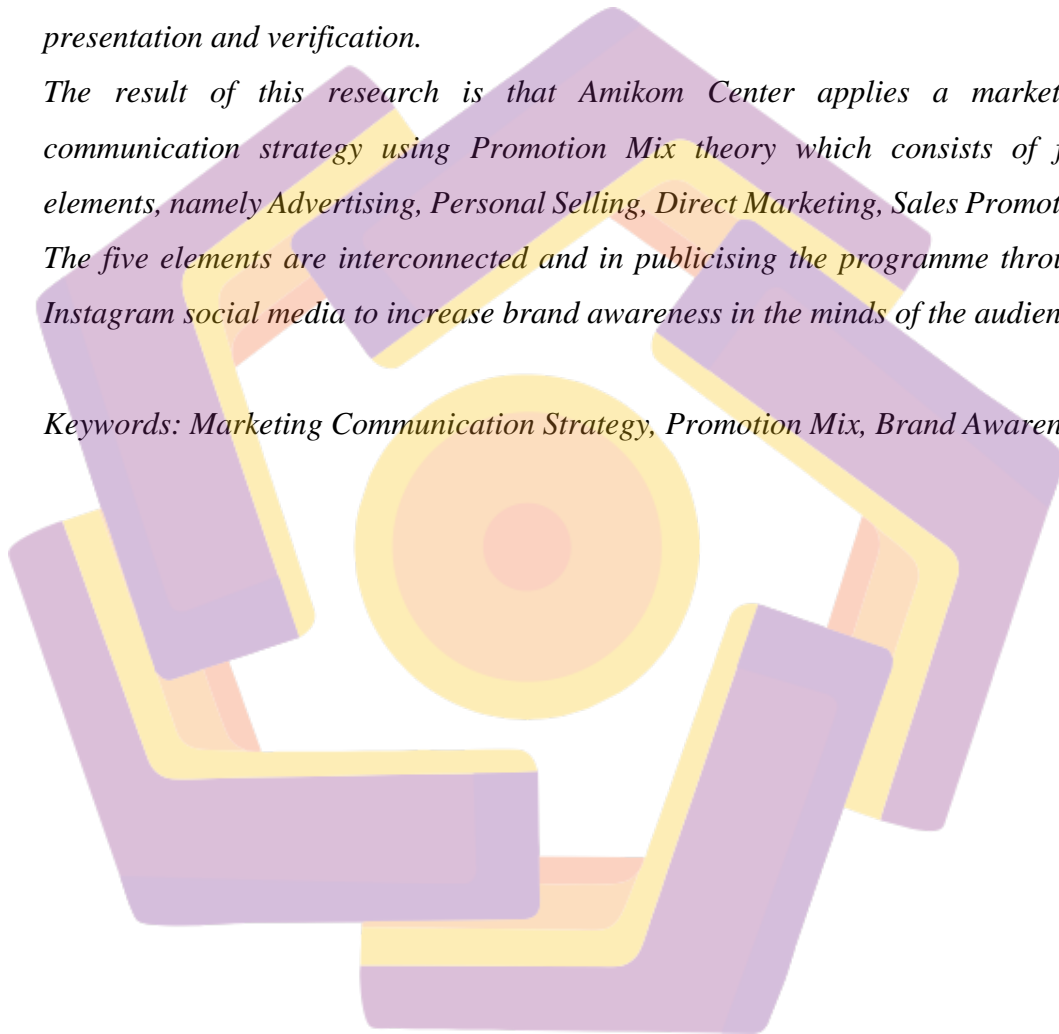 presentation and verification.
The result of this research is that Amikom Center applies a market
communication strategy using Promotion Mix theory which consists of f
elements, namely Advertising, Personal Selling, Direct Marketing, Sales Promot
The five elements are interconnected and in publicising the programme throu
Instagram social media to increase brand awareness in the minds of the audien
Keywords: Marketing Communication Strategy, Promotion Mix, Brand Awaren